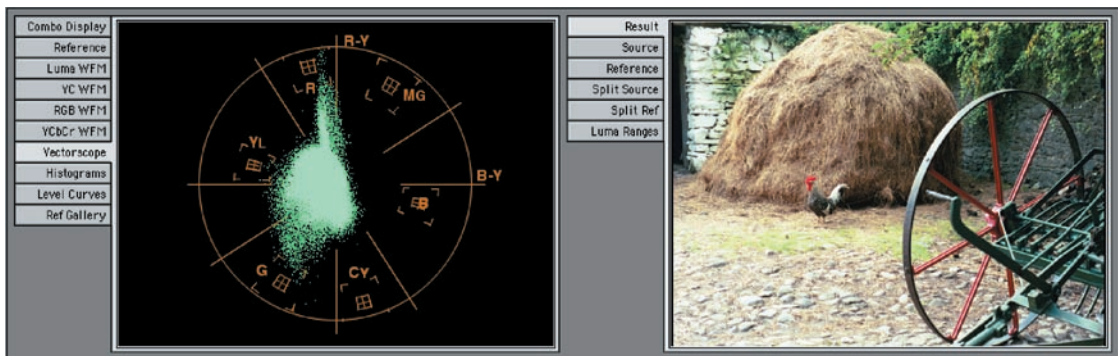 Combo Display
Reference
Luma WFM
YC WFM
RGB WFM
YCbCr WFM
Vectorscope
Histograms
Level Curves
Ref Gallery
R-Y
R
MG
YL
B-Y
B
G
CY
Result
Source
Reference
Split Source
Split Ref
Luma Ranges